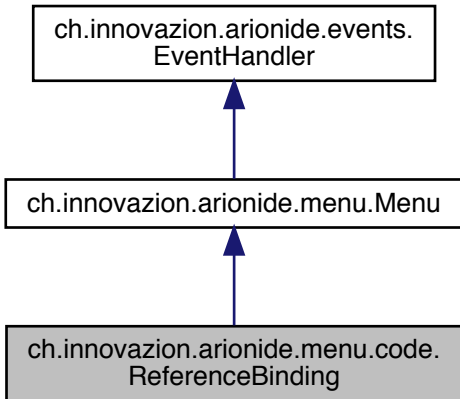 ch.innovazion.arionide.events.
EventHandler
ch.innovazion.arionide.menu.Menu
ch.innovazion.arionide.menu.code.
ReferenceBinding